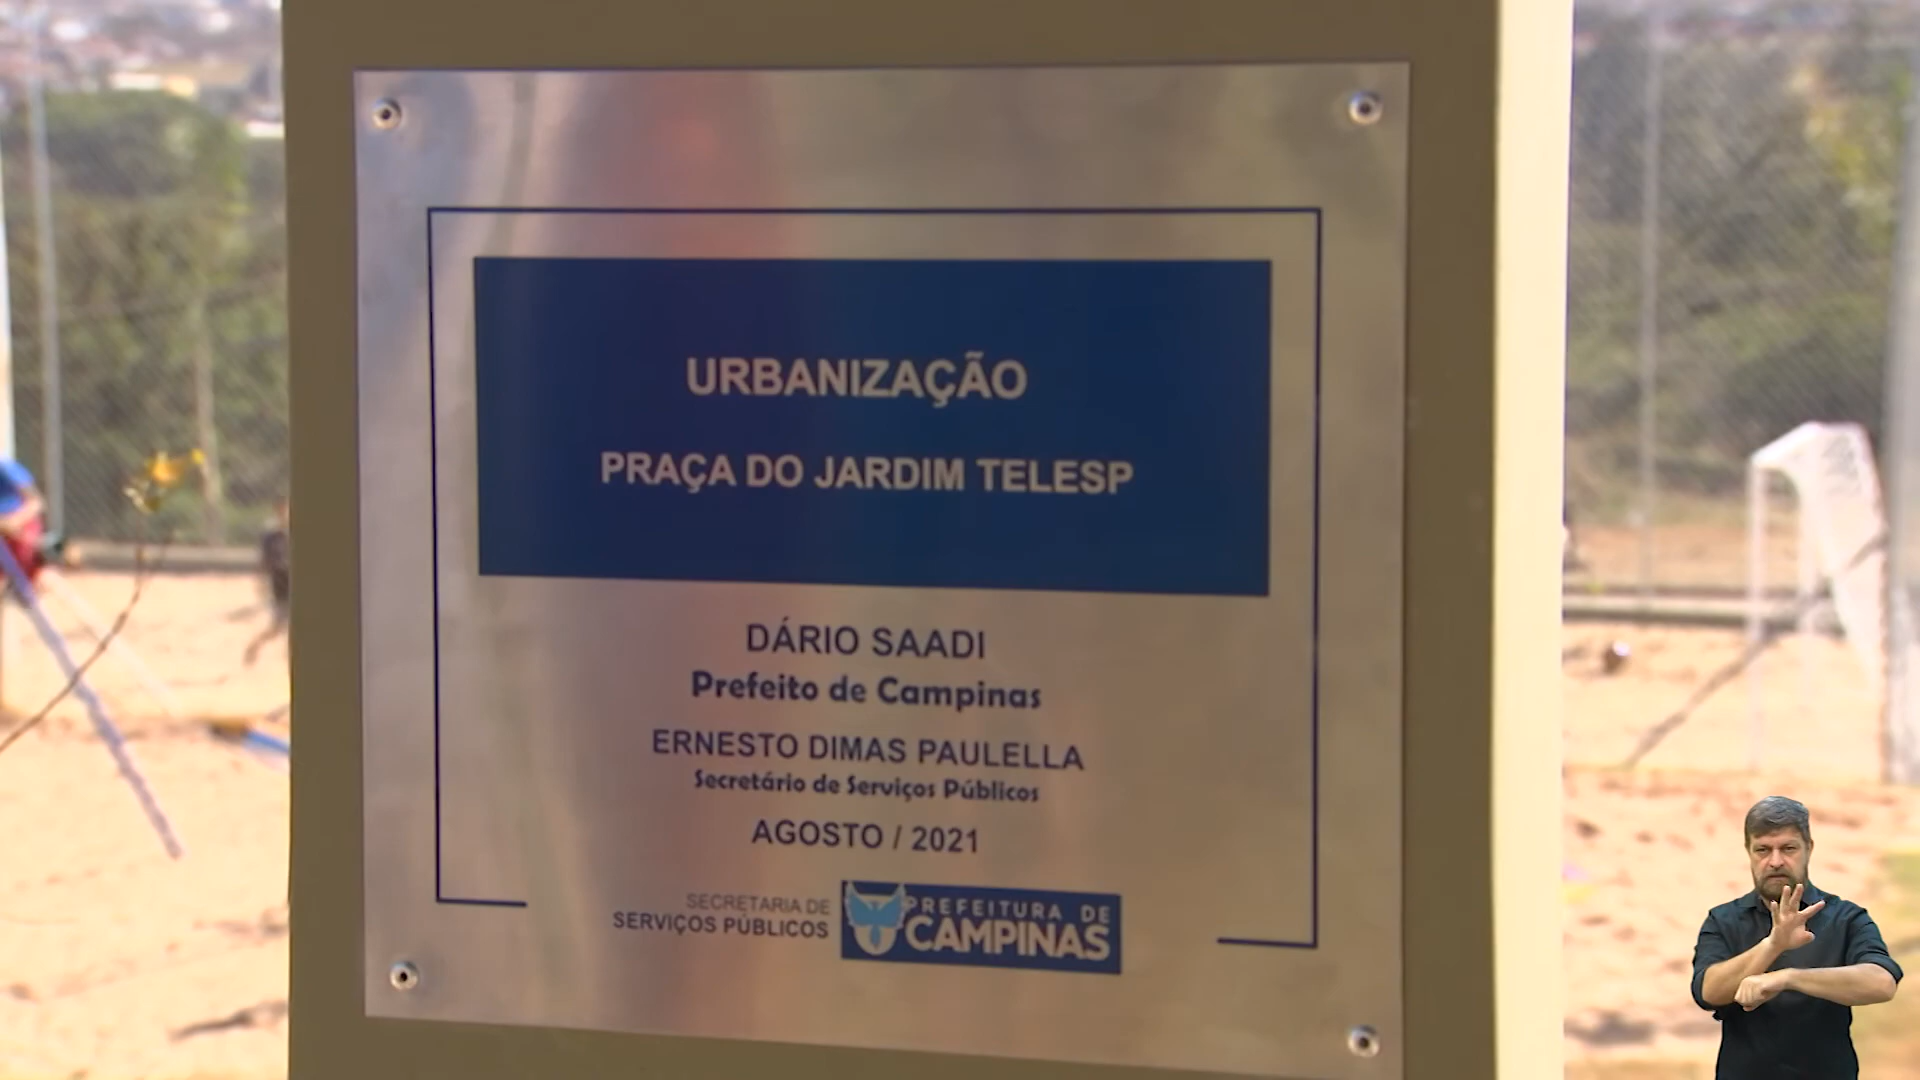 URBANIZAÇÃO
PRAÇA DO JARDIM TELESP
DÁRIO SAADI
Prefeito de Campinas
ERNESTO DIMAS PAULELLA
Secretário de Serviços Públicos
AGOSTO / 2021
SECRETARIA DE
SERVIÇOS PÚBLICOS
PREFEITURA DE
CAMPINAS